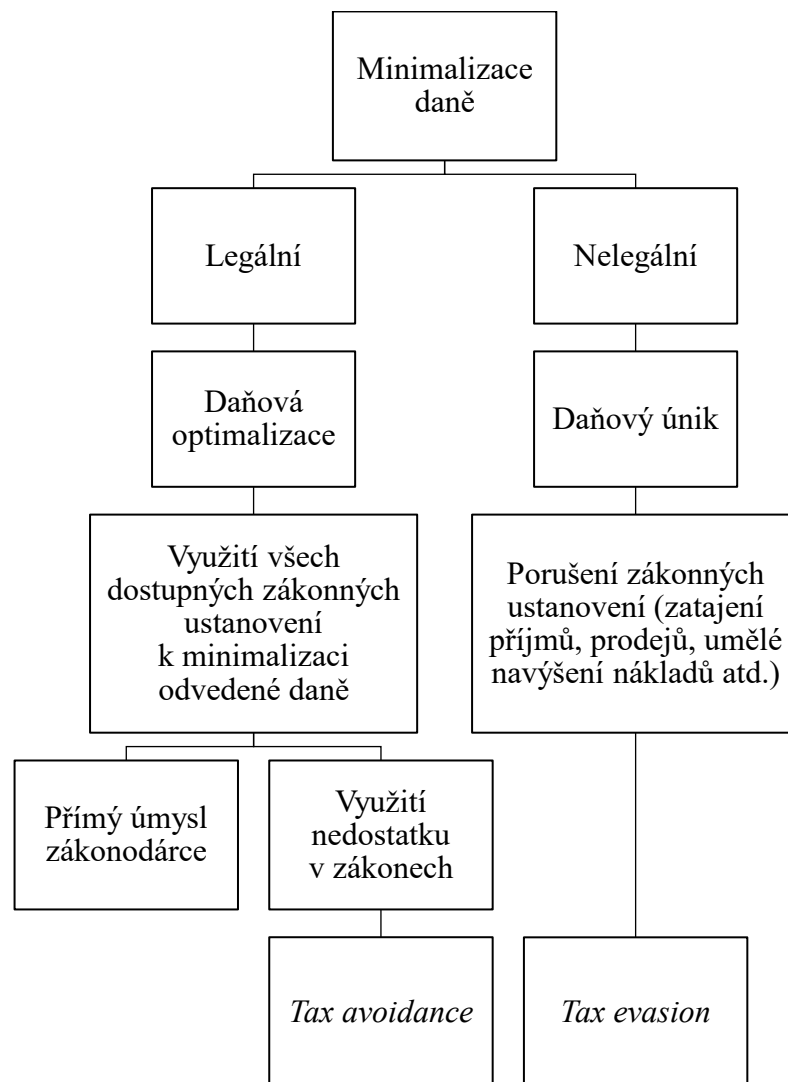 Minimalizace
daně
Legální
Nelegální
Daňová
optimalizace
Daňový únik
Využití všech
dostupných zákonných
ustanovení
k minimalizaci
odvedené daně
Porušení zákonných
ustanovení (zatajení
příjmů, prodejů, umělé
navýšení nákladů atd.)
Přímý úmysl
zákonodárce
Využití
nedostatku
v zákonech
Tax avoidance
Tax evasion